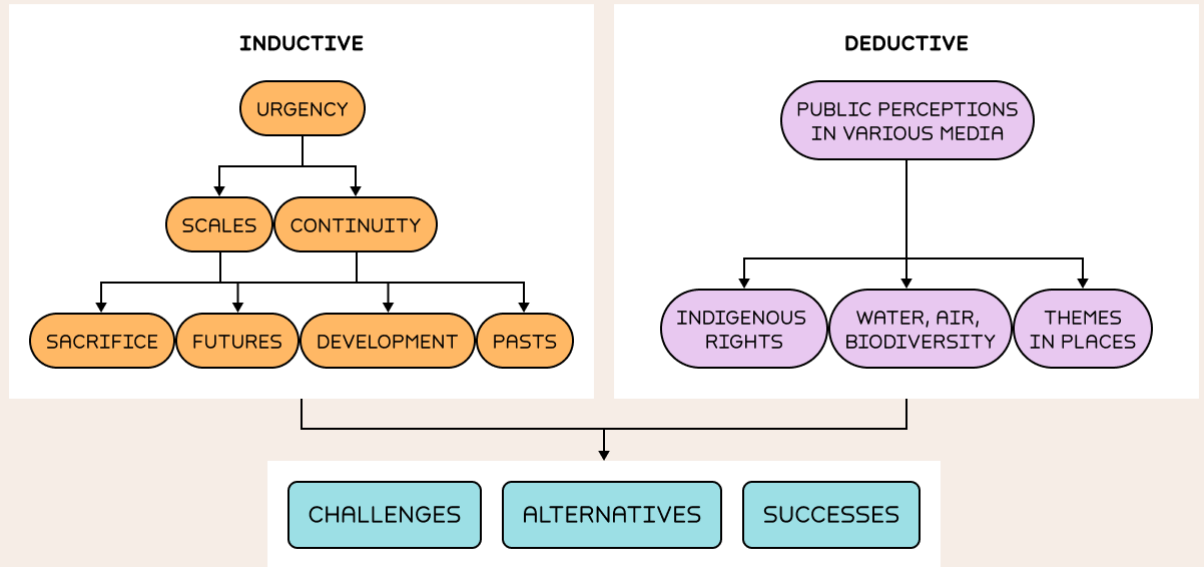 INDUCTIVE
URGENCY
SCALES
CONTINUITY
SACRIFICE
FUTURES
DEVELOPMENT
PASTS
DEDUCTIVE
PUBLIC PERCEPTIONS
IN VARIOUS MEDIA
INDIGENOUS
RIGHTS
WATER, AIR,
BIODIVERSITY
THEMES
IN PLACES
CHALLENGES
ALTERNATIVES
SUCCESSES